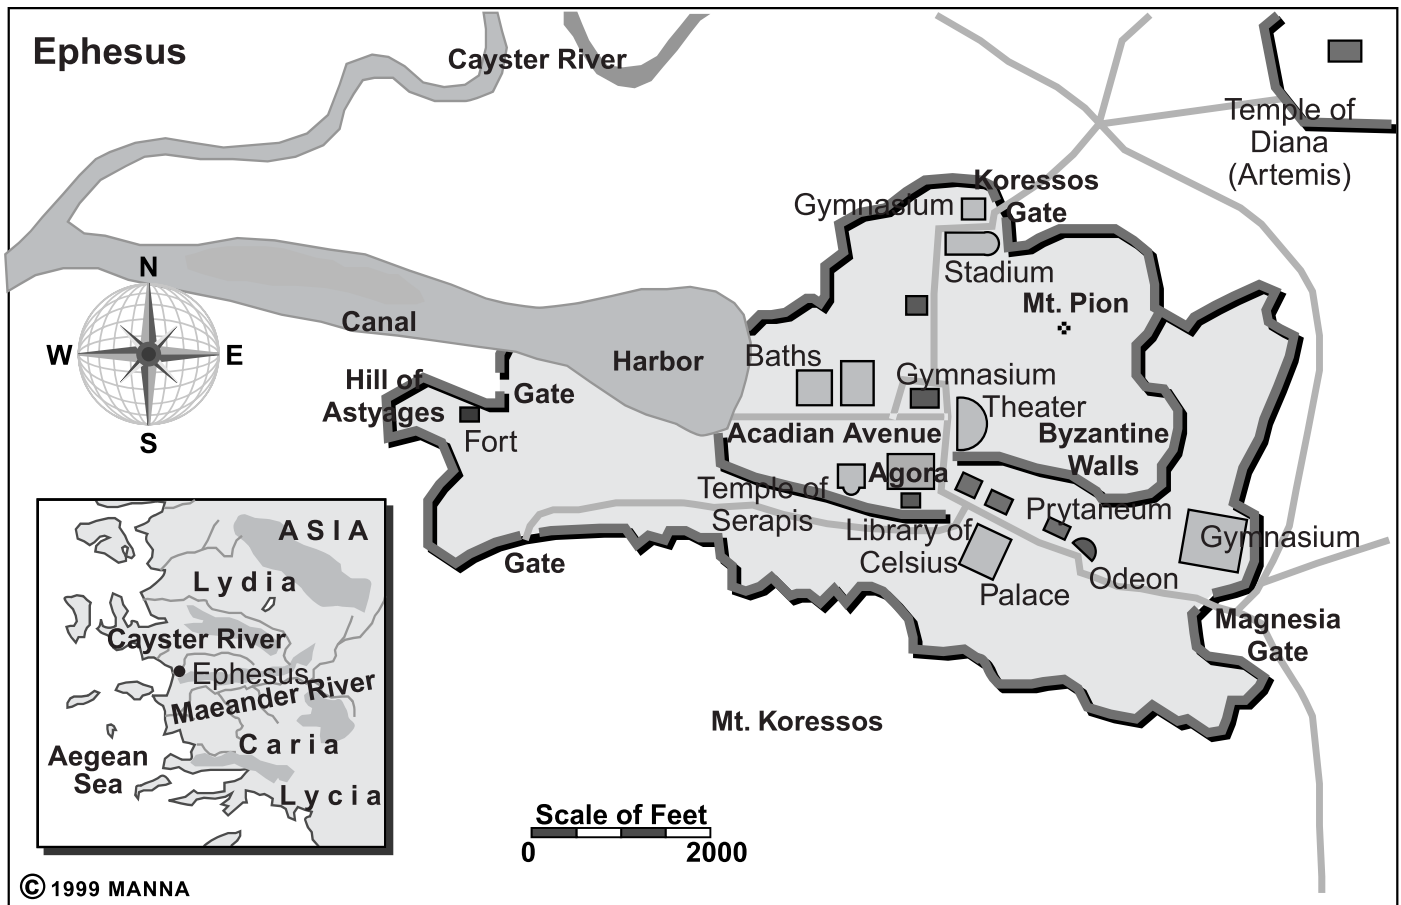 Ephesus
Cayster River
Temple of
Diana
(Artemis)
Koressos
Gate
Gymnasium
Stadium
Mt. Pion
N
W
E
S
Canal
Harbor
Baths
Gymnasium
Theater
Hill of
Astyages
Gate
Fort
Acadian Avenue
Byzantine
Walls
Agora
Temple of
Serapis
Prytaneum
Library of
Celsius
Gymnasium
Gate
Palace
Odeon
Magnesia
Gate
Mt. Koressos
ASIA
Lydia
Cayster River
Ephesus
Maeander River
Caria
Aegean
Sea
Lycia
Scale of Feet
0
2000
© 1999 MANNA